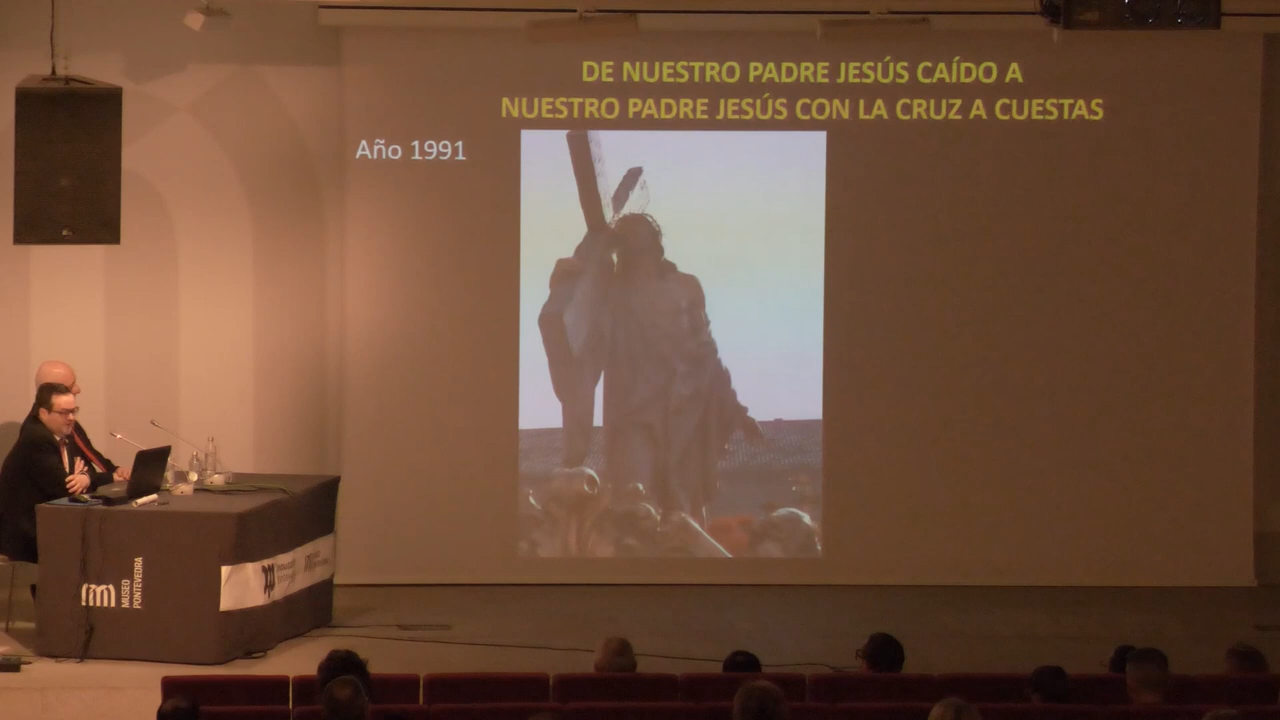 DE NUESTRO PADRE JESÚS CAÍDO A
NUESTRO PADRE JESÚS CON LA CRUZ A CUESTAS
Año 1991
MUSEO
PONTEVEDRA